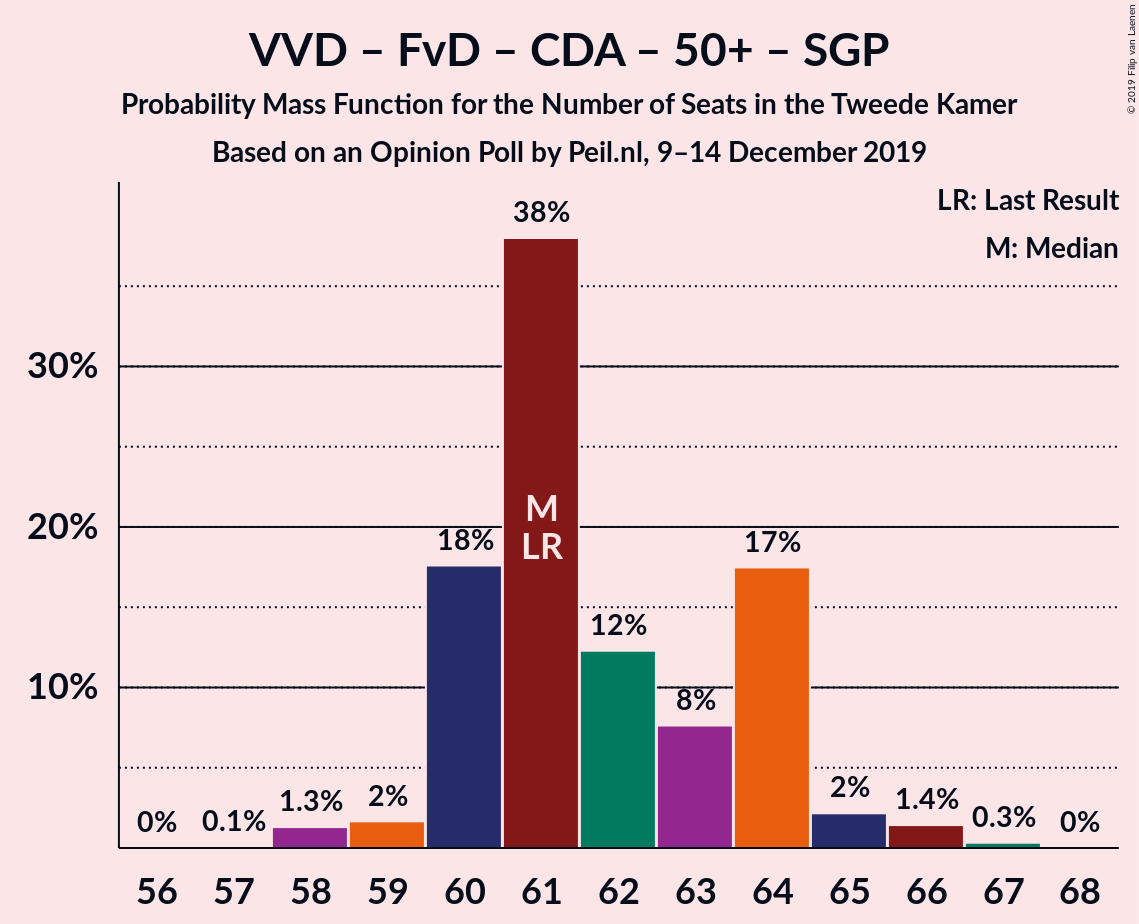 VVD – FvD – CDA – 50+ – SGP
Probability Mass Function for the Number of Seats in the Tweede Kamer
Based on an Opinion Poll by Peil.nl, 9–14 December 2019
© 2019 Filip van Laenen
LR: Last Result
M: Median
38%
30%
20%
10%
M
LR
18%
17%
12%
8%
0%
0.1%
1.3%
2%
2%
1.4%
0.3%
0%
56 57 58 59 60 61 62 63 64 65 66 67 68